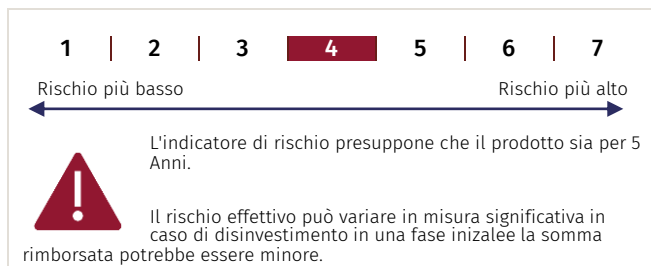 1 | 2 | 3 | 4 | 5 | 6 | 7
Rischio più basso Rischio più alto
L'indicatore di rischio presuppone che il prodotto sia per 5
Anni.
Il rischio effettivo può variare in misura significativa in
caso di disinvestimento in una fase inizalee la somma
rimborsata potrebbe essere minore.